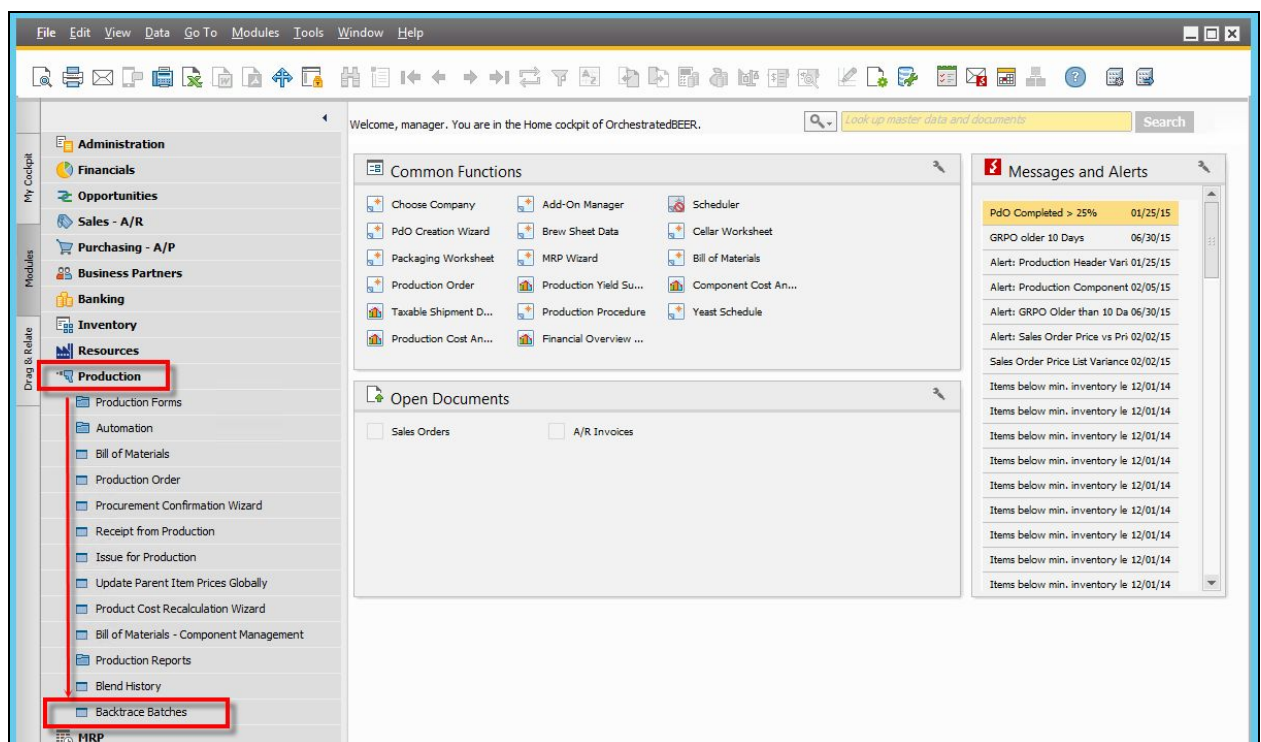 File Edit View Data Go To Modules Tools Window Help
Welcome, manager. You are in the Home cockpit of OrchestratedBEER.
Look up master data and documents
Search
My Cockpit
Modules
Drag & Relate
Administration
Financials
Opportunities
Sales - A/R
Purchasing - A/P
Business Partners
Banking
Inventory
Resources
Production
Production Forms
Automation
Bill of Materials
Production Order
Procurement Confirmation Wizard
Receipt from Production
Issue for Production
Update Parent Item Prices Globally
Product Cost Recalculation Wizard
Bill of Materials - Component Management
Production Reports
Blend History
Backtrace Batches
MRP
Common Functions
Choose Company Add-On Manager Scheduler
PdO Creation Wizard Brew Sheet Data Cellar Worksheet
Packaging Worksheet MRP Wizard Bill of Materials
Production Order Production Yield Su... Component Cost An...
Taxable Shipment D... Production Procedure Yeast Schedule
Production Cost An... Financial Overview ...
Open Documents
Sales Orders A/R Invoices
Messages and Alerts
PdO Completed > 25% 01/25/15
GRPO older 10 Days 06/30/15
Alert: Production Header Vari 01/25/15
Alert: Production Component 02/05/15
Alert: GRPO Older than 10 Da 06/30/15
Alert: Sales Order Price vs Pri 02/02/15
Sales Order Price List Variance 02/02/15
Items below min. inventory le 12/01/14
Items below min. inventory le 12/01/14
Items below min. inventory le 12/01/14
Items below min. inventory le 12/01/14
Items below min. inventory le 12/01/14
Items below min. inventory le 12/01/14
Items below min. inventory le 12/01/14
Items below min. inventory le 12/01/14
Items below min. inventory le 12/01/14